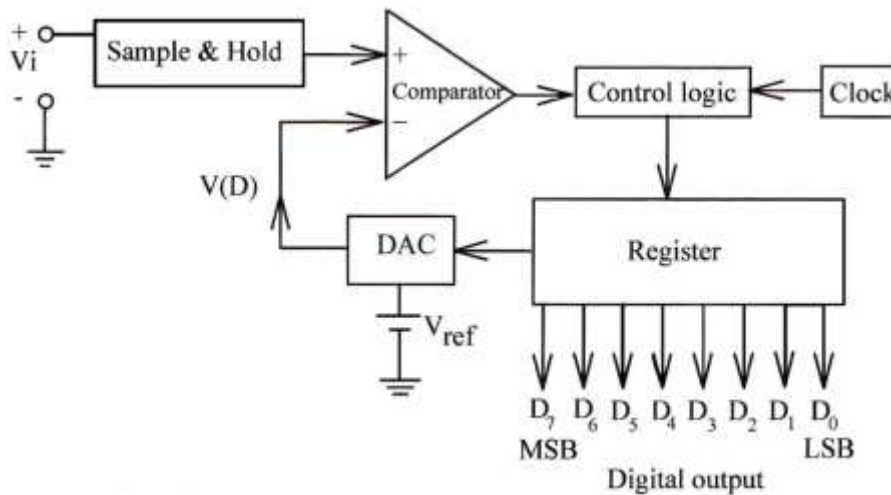 +
Vi
-
Sample & Hold
+
Comparator
−
Control logic
Clock
V(D)
DAC
Register
Vref
D7 D6 D5 D4 D3 D2 D1 D0
MSB LSB
Digital output